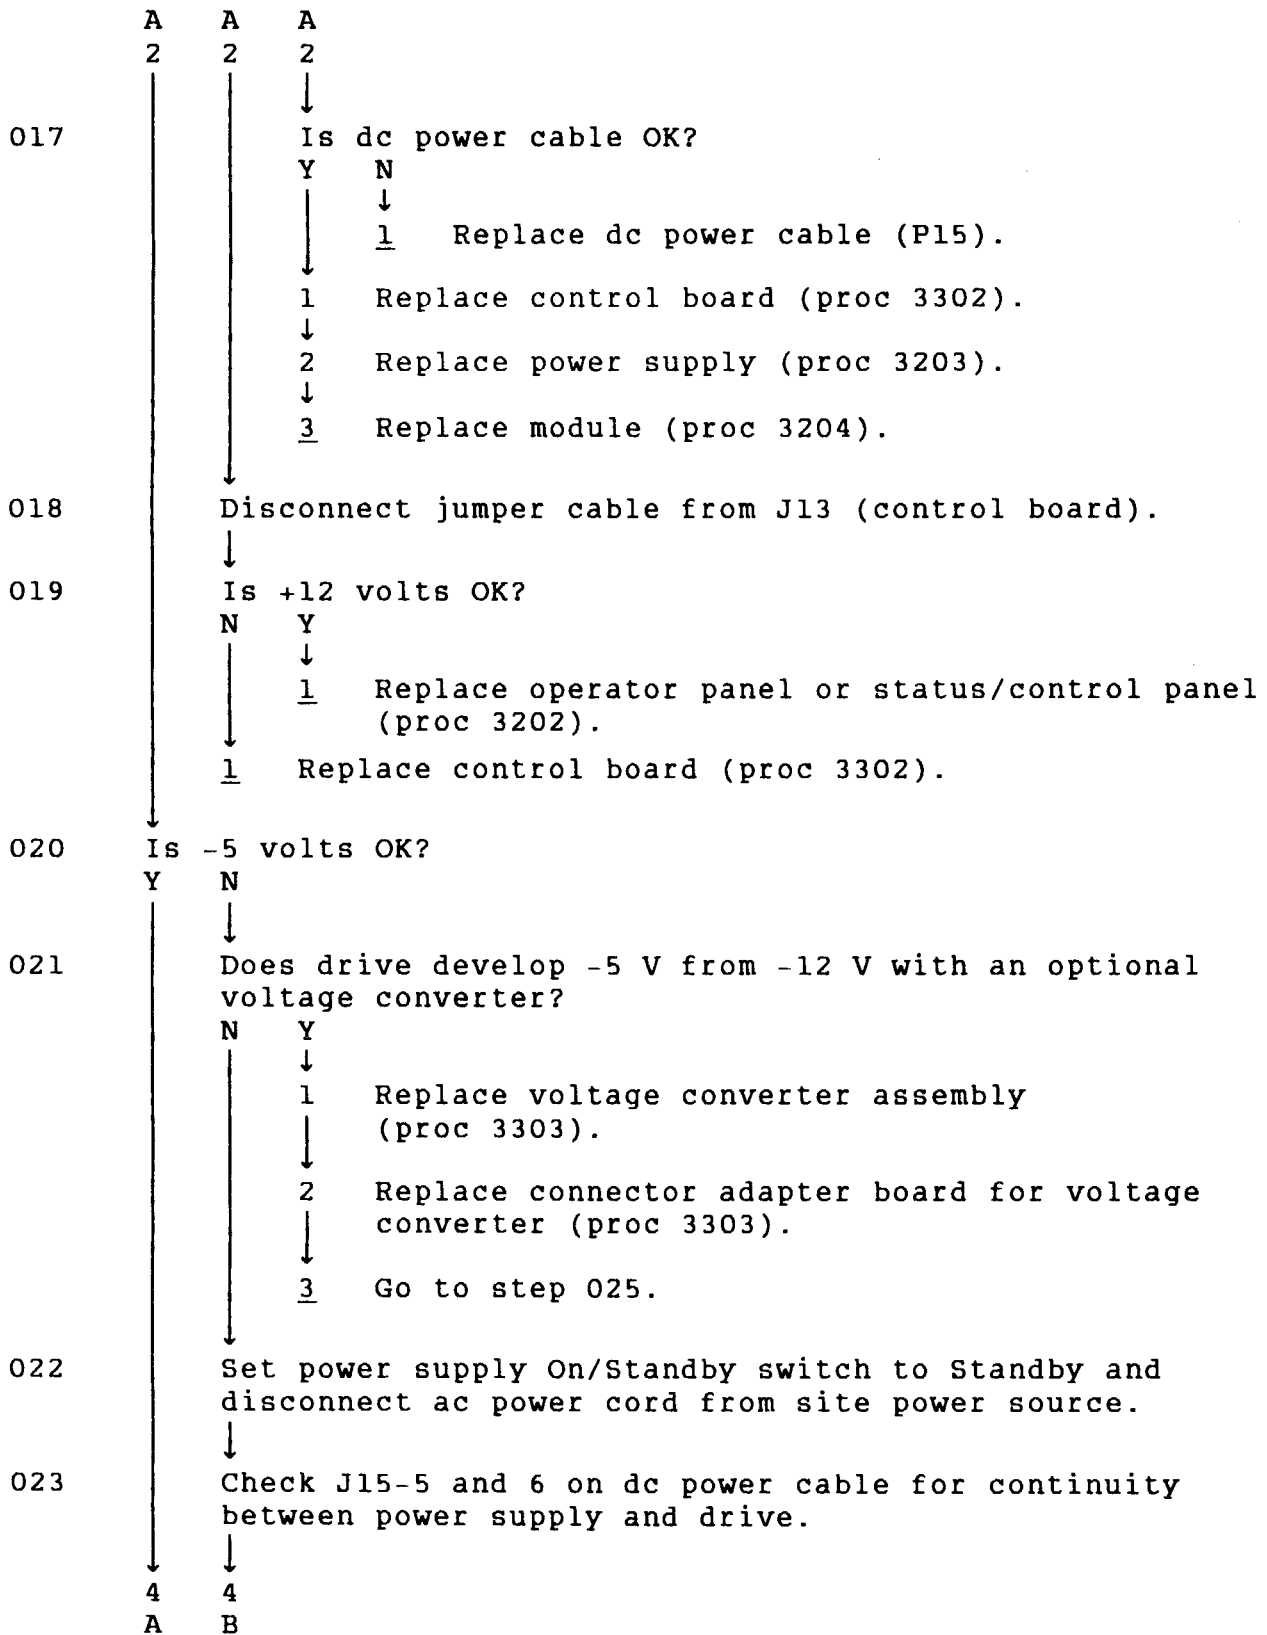 A A A
2 2 2
017 Is dc power cable OK?
Y N
1 Replace dc power cable (P15).
1 Replace control board (proc 3302).
2 Replace power supply (proc 3203).
3 Replace module (proc 3204).
018 Disconnect jumper cable from J13 (control board).
019 Is +12 volts OK?
N Y
1 Replace operator panel or status/control panel
(proc 3202).
1 Replace control board (proc 3302).
020 Is -5 volts OK?
Y N
021 Does drive develop -5 V from -12 V with an optional
voltage converter?
N Y
1 Replace voltage converter assembly
(proc 3303).
2 Replace connector adapter board for voltage
converter (proc 3303).
3 Go to step 025.
022 Set power supply On/Standby switch to Standby and
disconnect ac power cord from site power source.
023 Check J15-5 and 6 on dc power cable for continuity
between power supply and drive.
4 4
A B